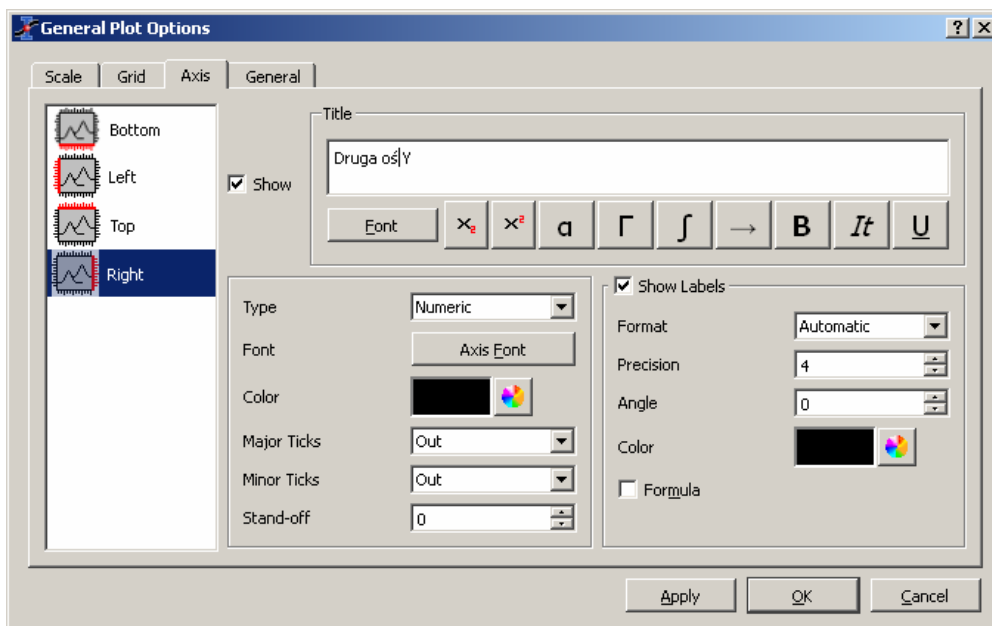 General Plot Options
Scale Grid Axis General
Bottom
Left
Top
Right
Show
Title
Druga oś Y
Font x₂ x² α Γ ∫ → B It U
Type Numeric
Font Axis Font
Color
Major Ticks Out
Minor Ticks Out
Stand-off 0
Show Labels
Format Automatic
Precision 4
Angle 0
Color
Formula
Apply OK Cancel